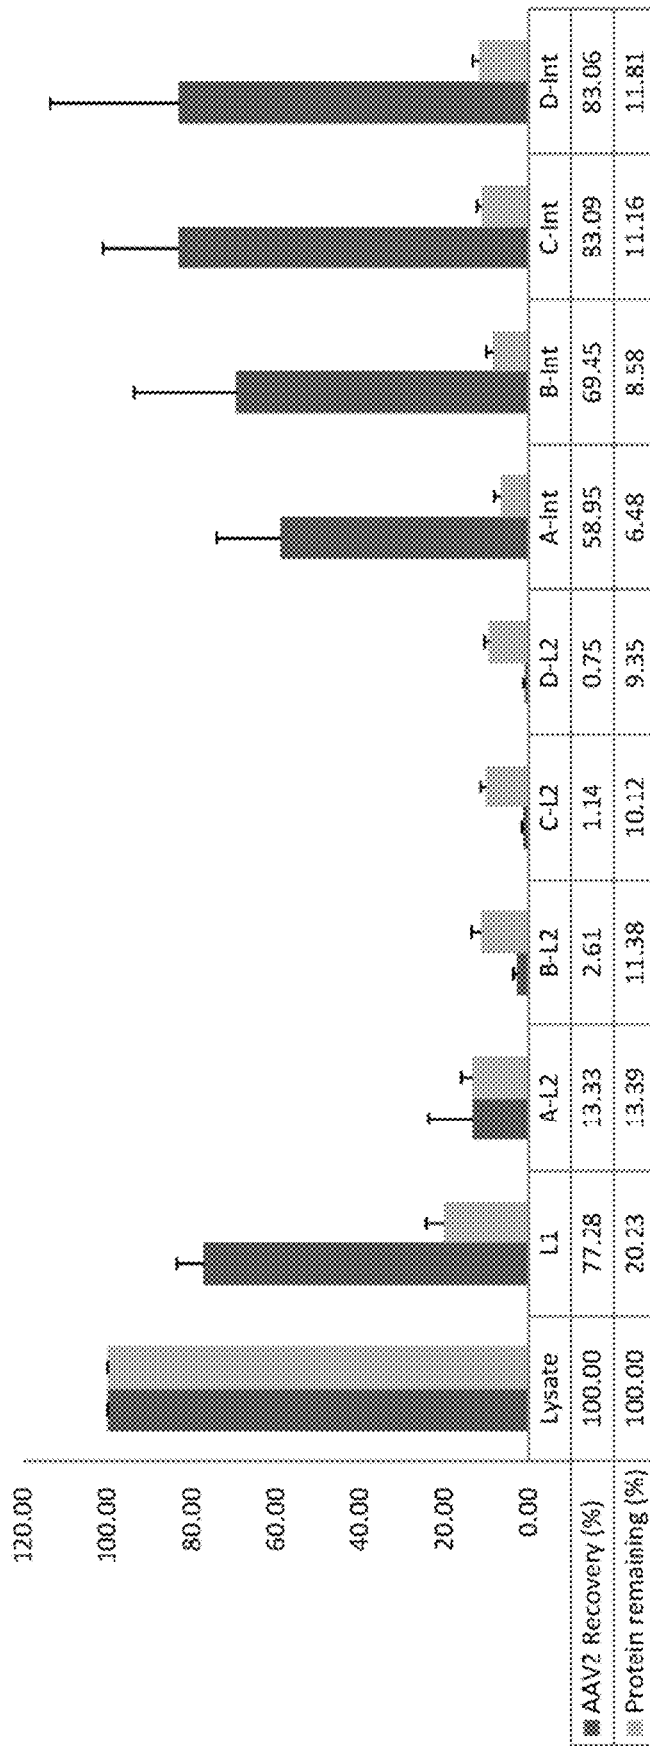 120.00
100.00
80.00
60.00
40.00
20.00
0.00
Lysate L1 A-L2 B-L2 C-L2 D-L2 A-Int B-Int C-Int D-Int
AAV2 Recovery (%) 100.00 77.28 13.33 2.61 1.14 0.75 58.95 69.45 83.09 83.06
Protein remaining (%) 100.00 20.23 13.39 11.38 10.12 9.35 6.48 8.58 11.16 11.81